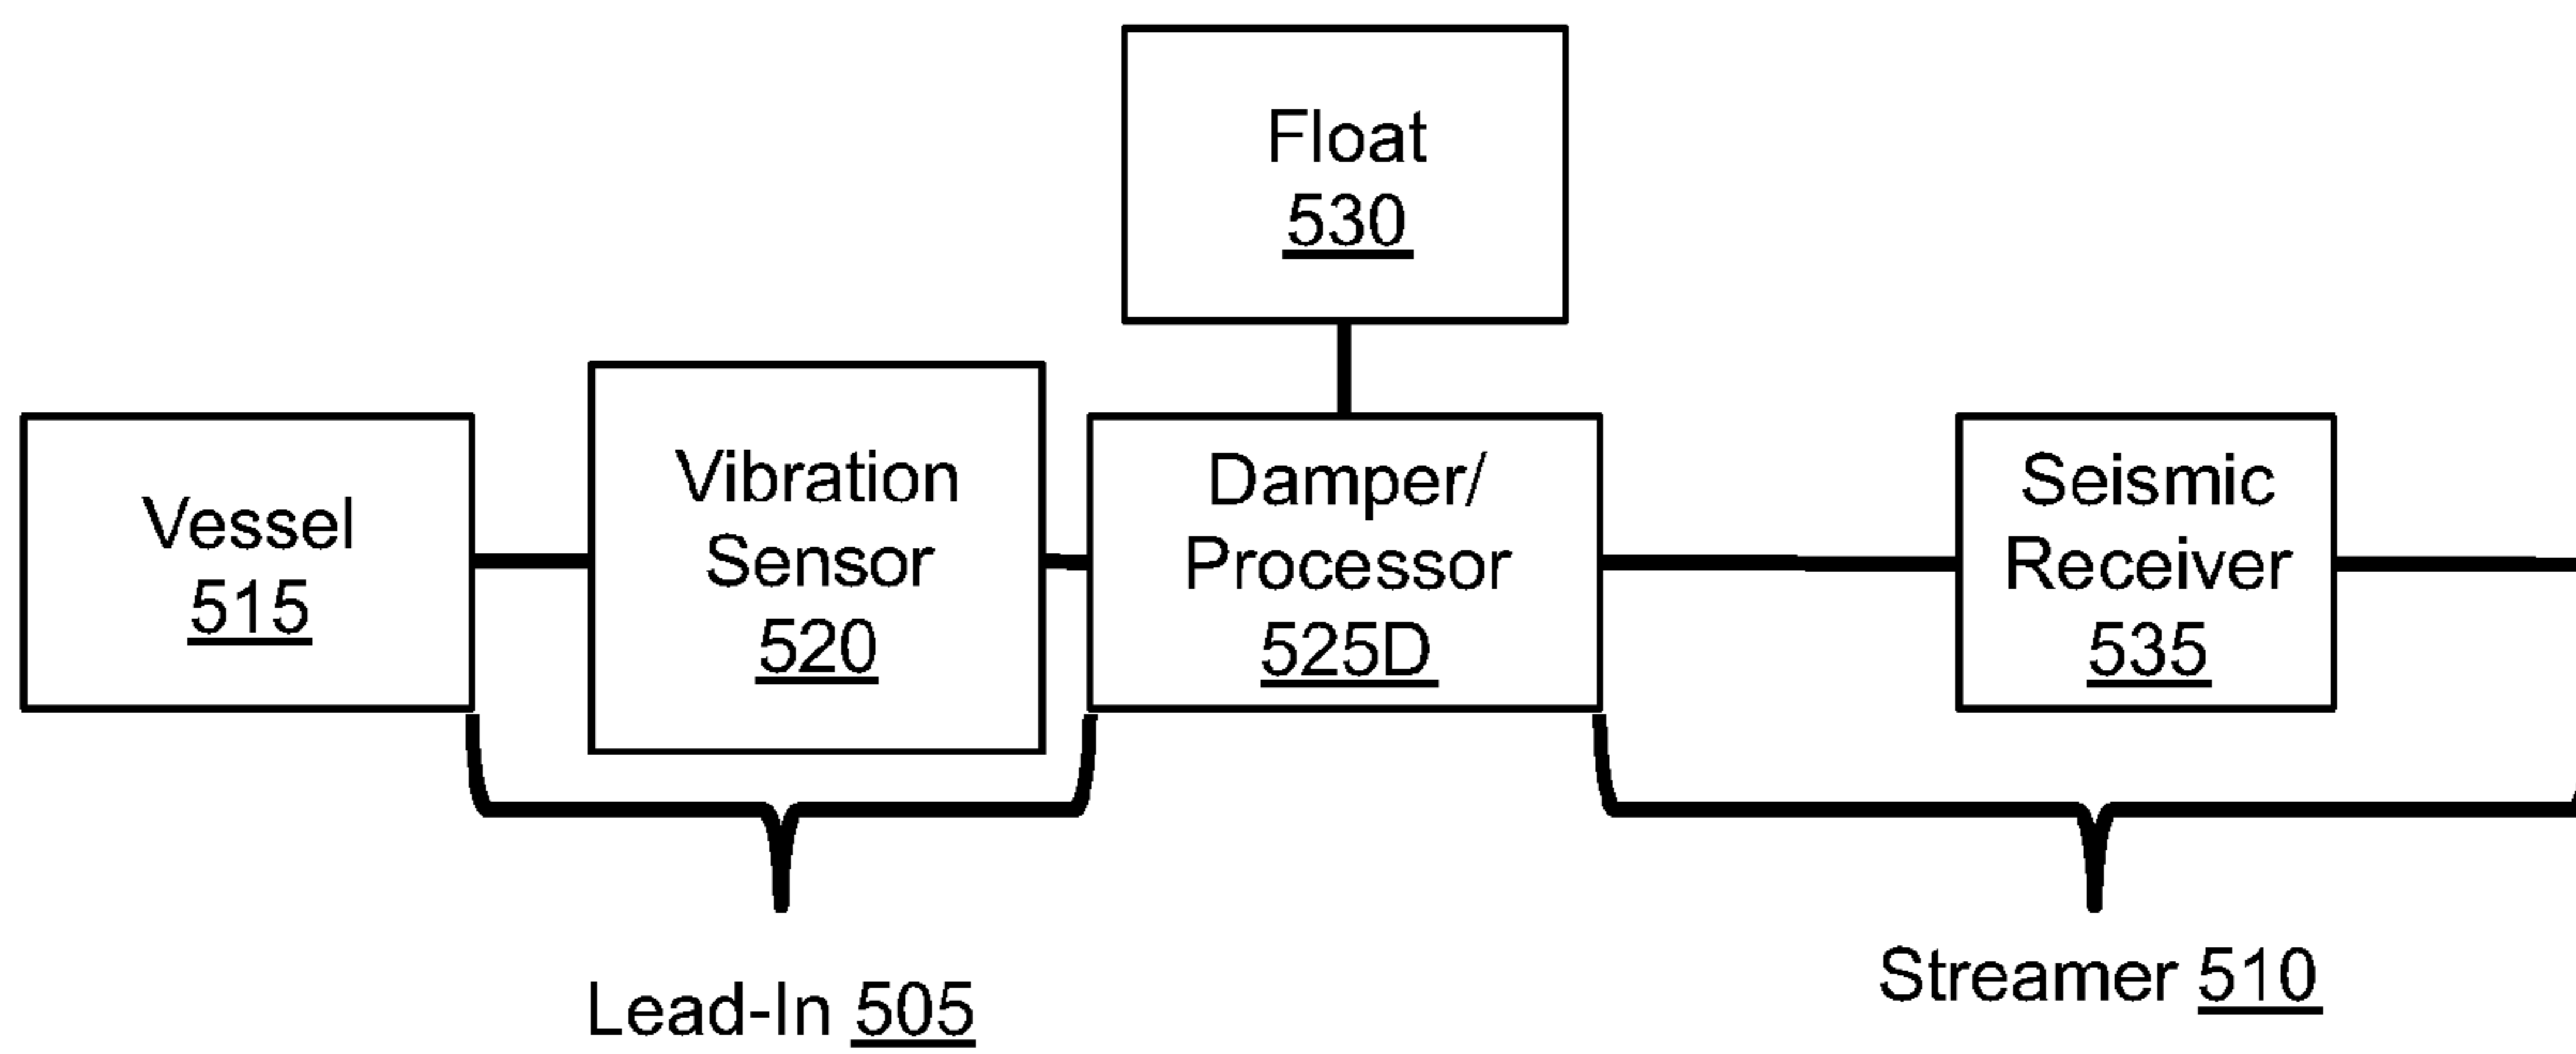 Float
530
Vessel
515
Vibration
Sensor
520
Damper/
Processor
525D
Seismic
Receiver
535
Lead-In 505
Streamer 510